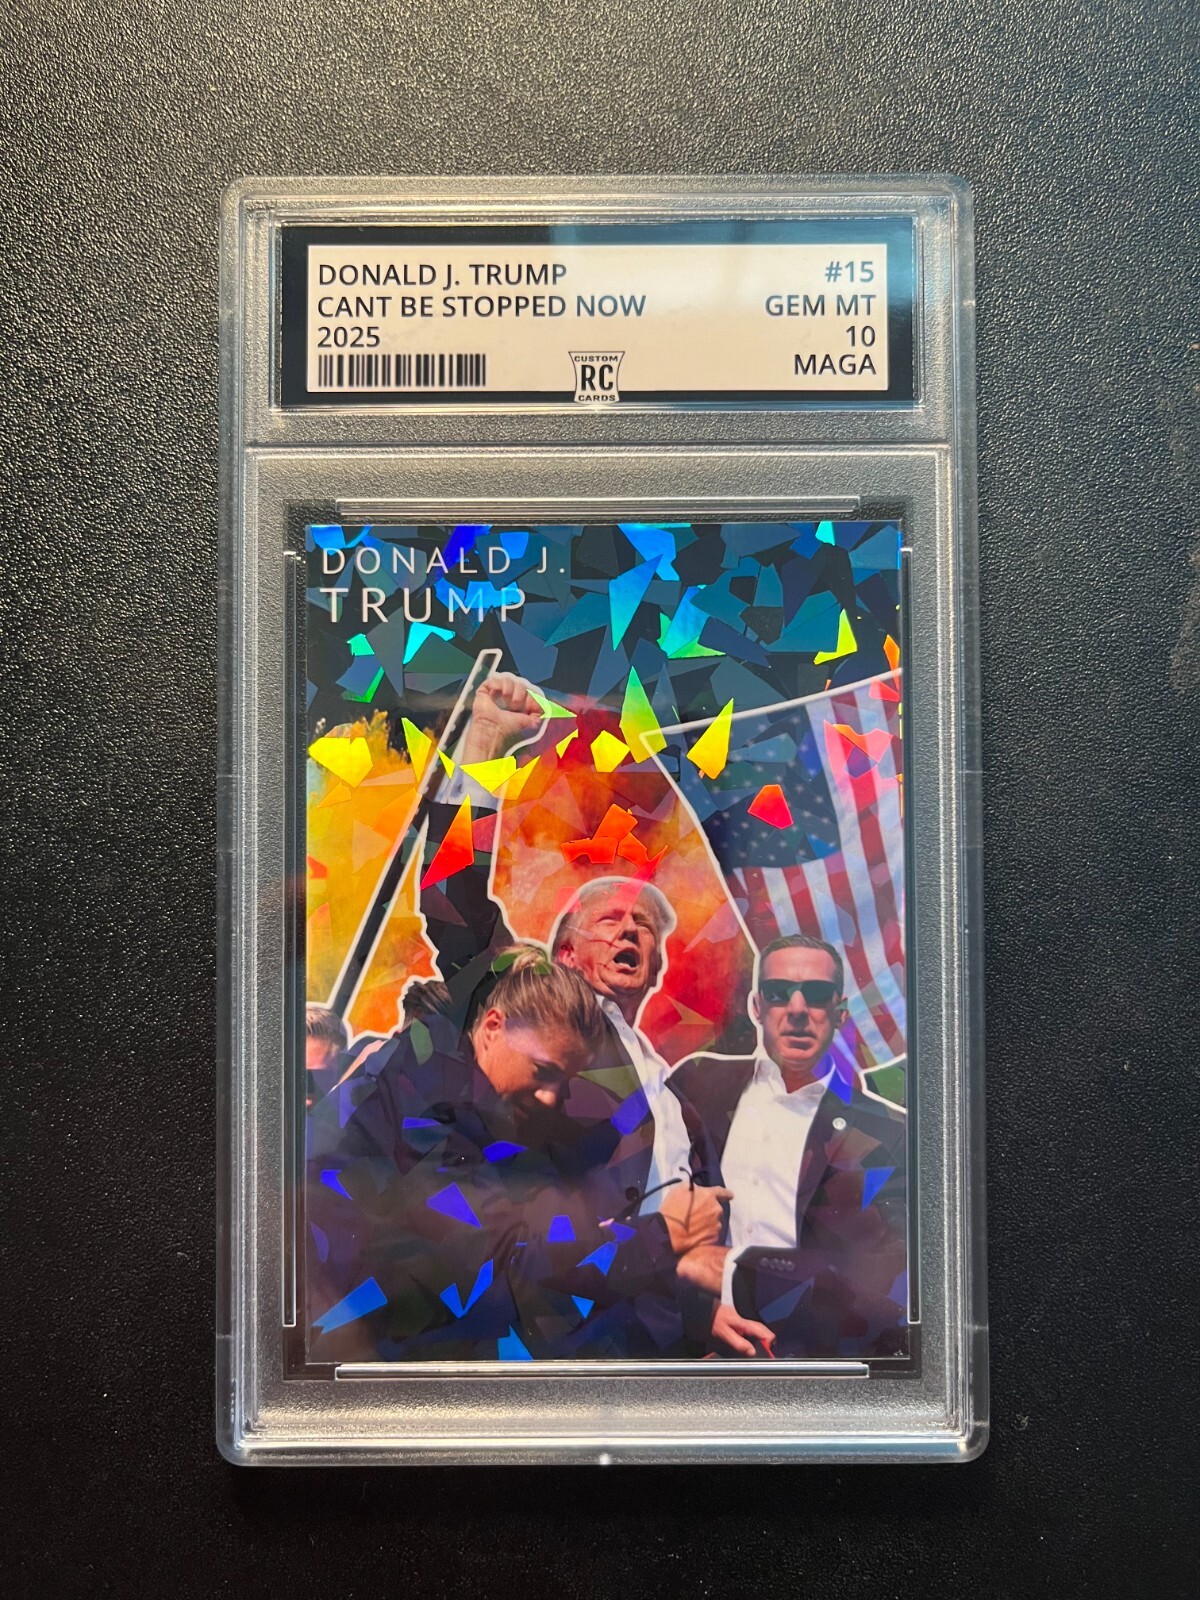 DONALD J. TRUMP
#15
CANT BE STOPPED NOW
GEM MT
2025
10
MAGA
CUSTOM
RC
CARDS
DONALD J.
TRUMP